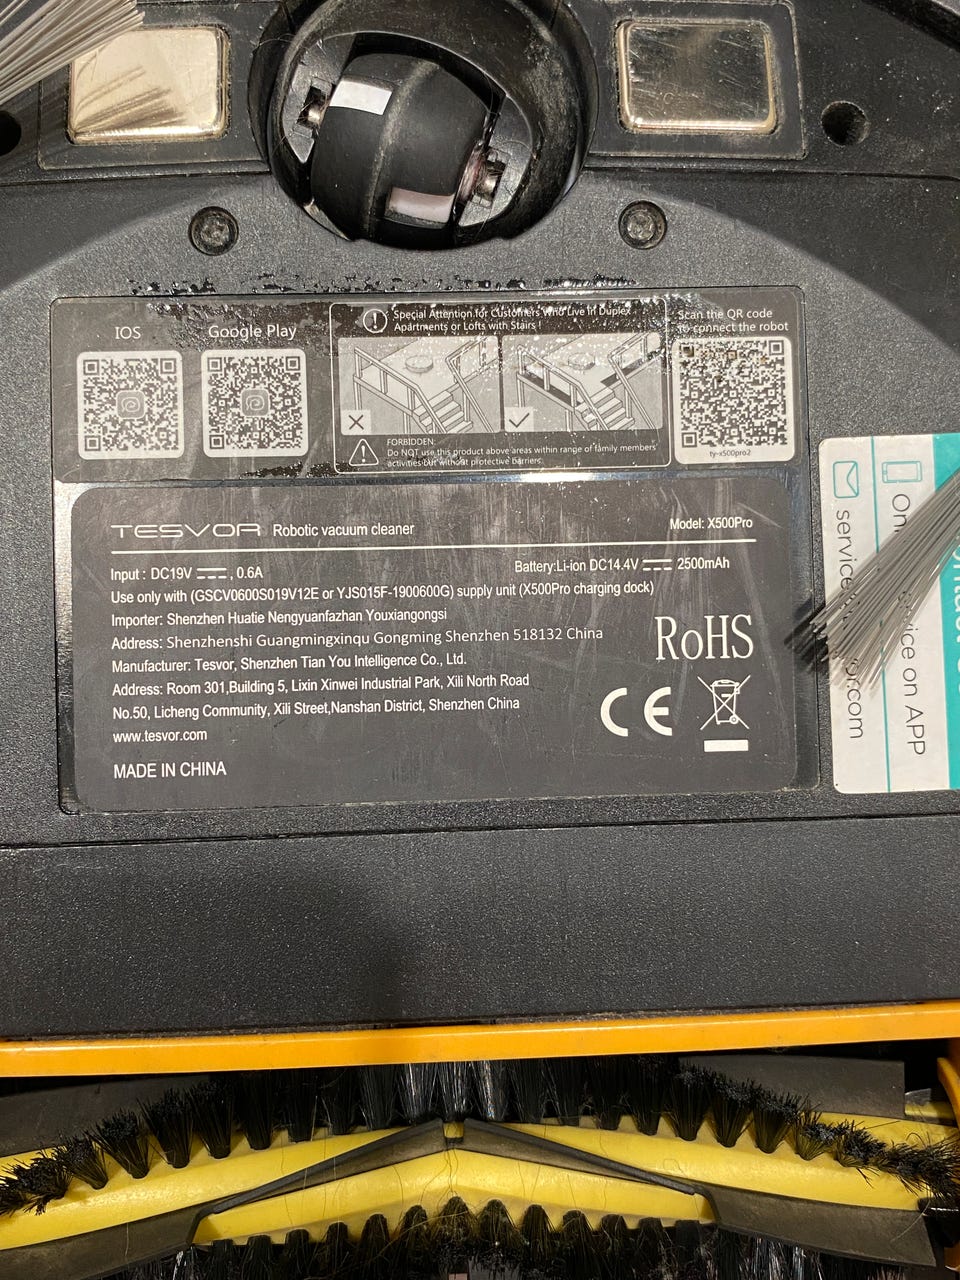 IOS
Google Play
Special Attention for Customers Who Live in Duplex
Apartments or Lofts with Stairs!
FORBIDDEN:
Do NOT use this product above areas within range of family members'
activities but without protective barriers.
Scan the QR code
to connect the robot
ty-x500pro2
TESVOR Robotic vacuum cleaner
Model: X500Pro
Input : DC19V , 0.6A
Battery:Li-ion DC14.4V 2500mAh
Use only with (GSCV0600S019V12E or YJS015F-1900600G) supply unit (X500Pro charging dock)
Importer: Shenzhen Huatie Nengyuanfazhan Youxiangongsi
Address: Shenzhenshi Guangmingxinqu Gongming Shenzhen 518132 China
Manufacturer: Tesvor, Shenzhen Tian You Intelligence Co., Ltd.
Address: Room 301,Building 5, Lixin Xinwei Industrial Park, Xili North Road
No.50, Licheng Community, Xili Street,Nanshan District, Shenzhen China
www.tesvor.com
MADE IN CHINA
RoHS
CE
service on APP
service
.com